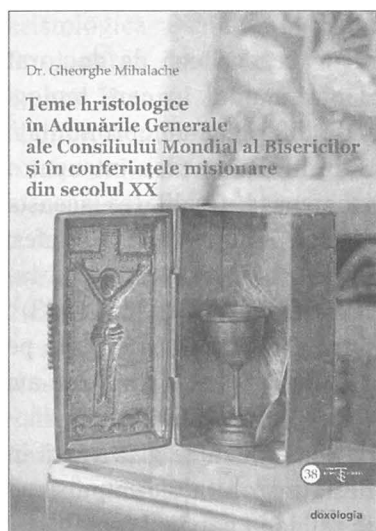 Dr. Gheorghe Mihalache
Teme hristologice
în Adunările Generale
ale Consiliului Mondial al Bisericilor
și în conferințele misionare
din secolul XX
38
doxologia